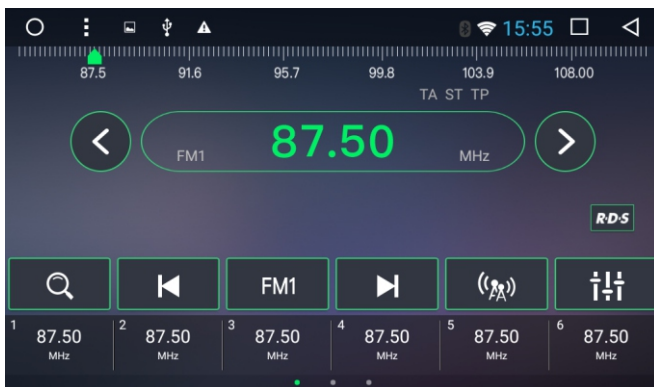 15:55
87.5 91.6 95.7 99.8 103.9 108.00
TA ST TP
FM1 87.50 MHz
R·D·S
FM1
1 87.50 2 87.50 3 87.50 4 87.50 5 87.50 6 87.50
MHz MHz MHz MHz MHz MHz